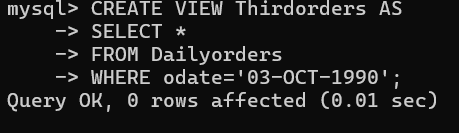 mysql> CREATE VIEW Thirdorders AS
    -> SELECT *
    -> FROM Dailyorders
    -> WHERE odate='03-OCT-1990';
Query OK, 0 rows affected (0.01 sec)